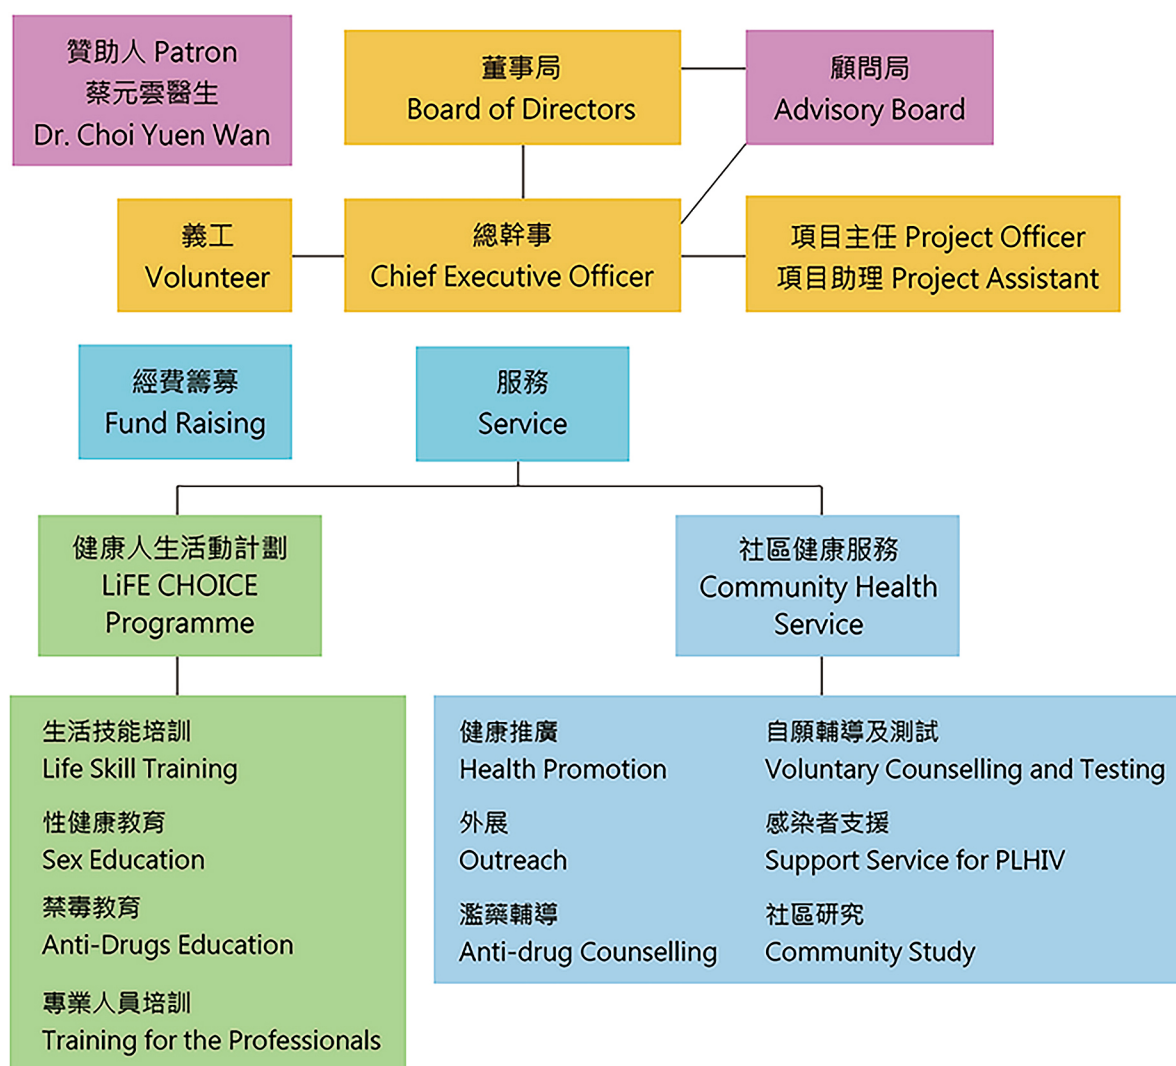 贊助人 Patron
蔡元雲醫生
Dr. Choi Yuen Wan
董事局
Board of Directors
顧問局
Advisory Board
義工
Volunteer
總幹事
Chief Executive Officer
項目主任 Project Officer
項目助理 Project Assistant
經費籌募
Fund Raising
服務
Service
健康人生活動計劃
LiFE CHOICE
Programme
社區健康服務
Community Health
Service
生活技能培訓
Life Skill Training
性健康教育
Sex Education
禁毒教育
Anti-Drugs Education
專業人員培訓
Training for the Professionals
健康推廣
Health Promotion
外展
Outreach
濫藥輔導
Anti-drug Counselling
自願輔導及測試
Voluntary Counselling and Testing
感染者支援
Support Service for PLHIV
社區研究
Community Study